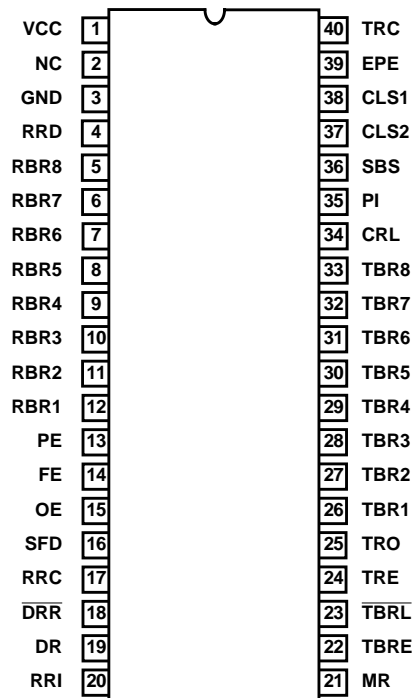 VCC 1 40 TRC
NC 2 39 EPE
GND 3 38 CLS1
RRD 4 37 CLS2
RBR8 5 36 SBS
RBR7 6 35 PI
RBR6 7 34 CRL
RBR5 8 33 TBR8
RBR4 9 32 TBR7
RBR3 10 31 TBR6
RBR2 11 30 TBR5
RBR1 12 29 TBR4
PE 13 28 TBR3
FE 14 27 TBR2
OE 15 26 TBR1
SFD 16 25 TRO
RRC 17 24 TRE
D̅R̅R̅ 18 23 T̅B̅R̅L̅
DR 19 22 TBRE
RRI 20 21 MR